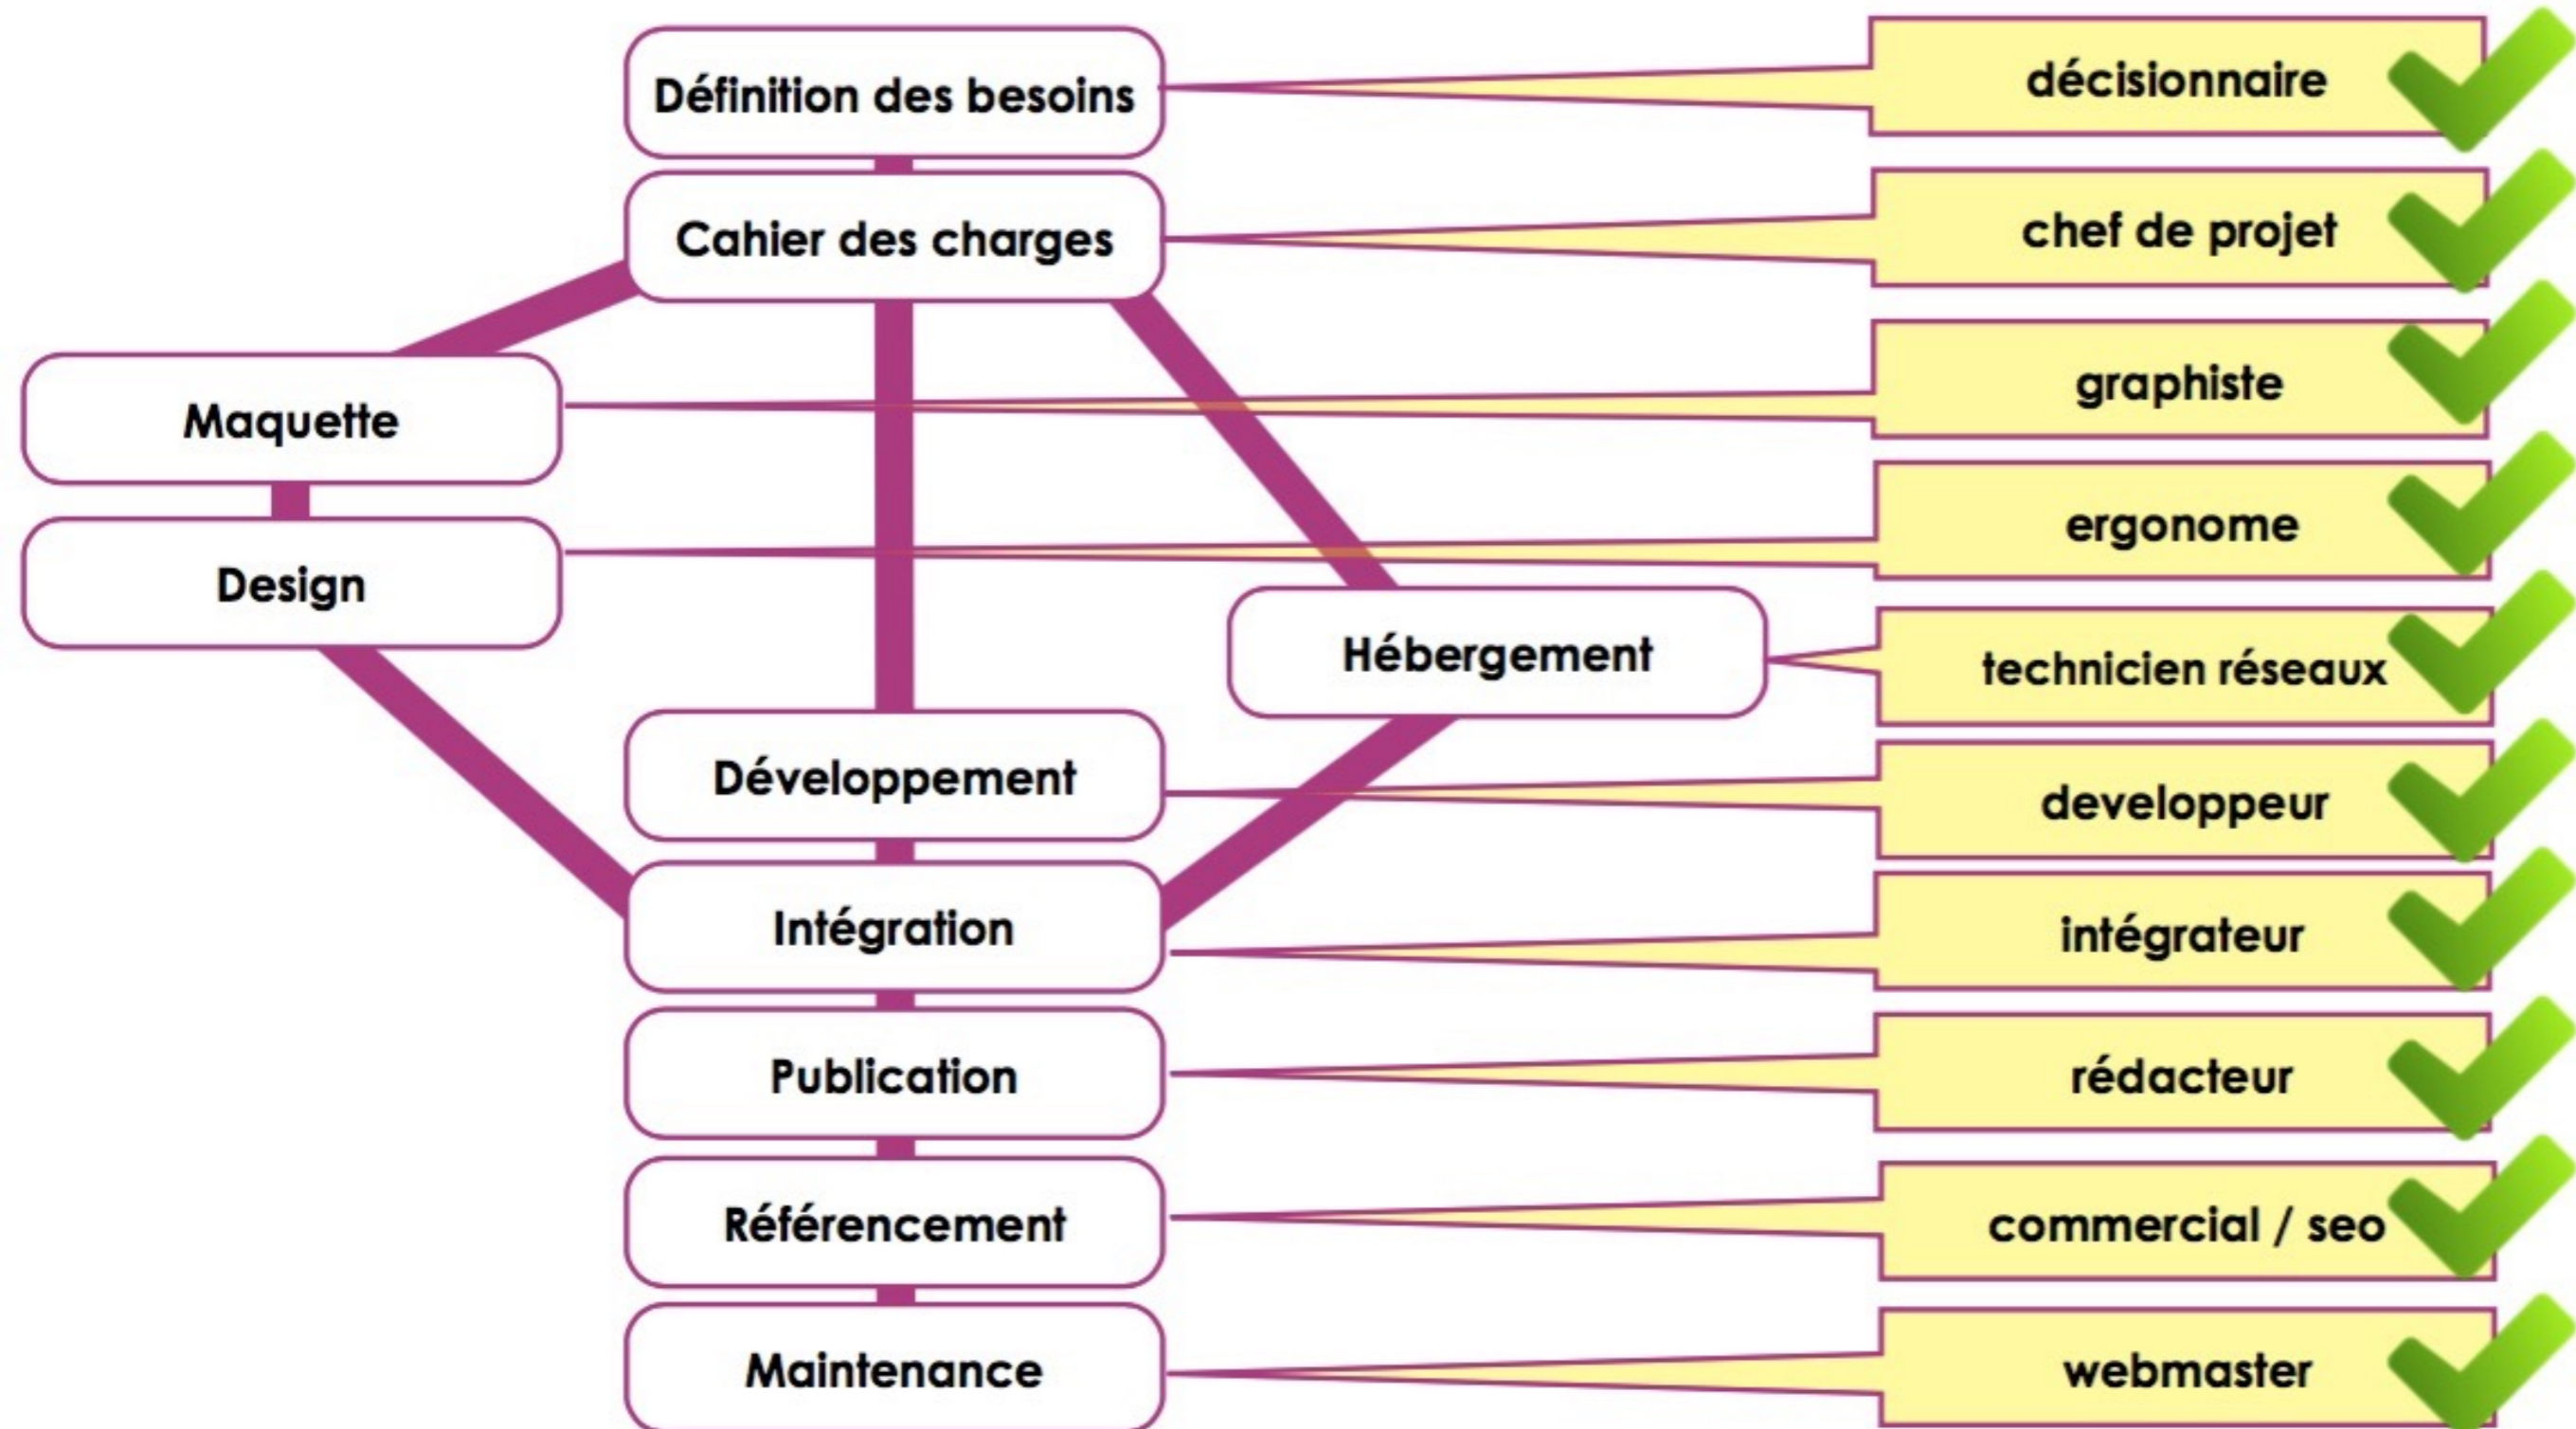 Définition des besoins
décisionnaire
Cahier des charges
chef de projet
Maquette
graphiste
Design
ergonome
Hébergement
technicien réseaux
Développement
developpeur
Intégration
intégrateur
Publication
rédacteur
Référencement
commercial / seo
Maintenance
webmaster